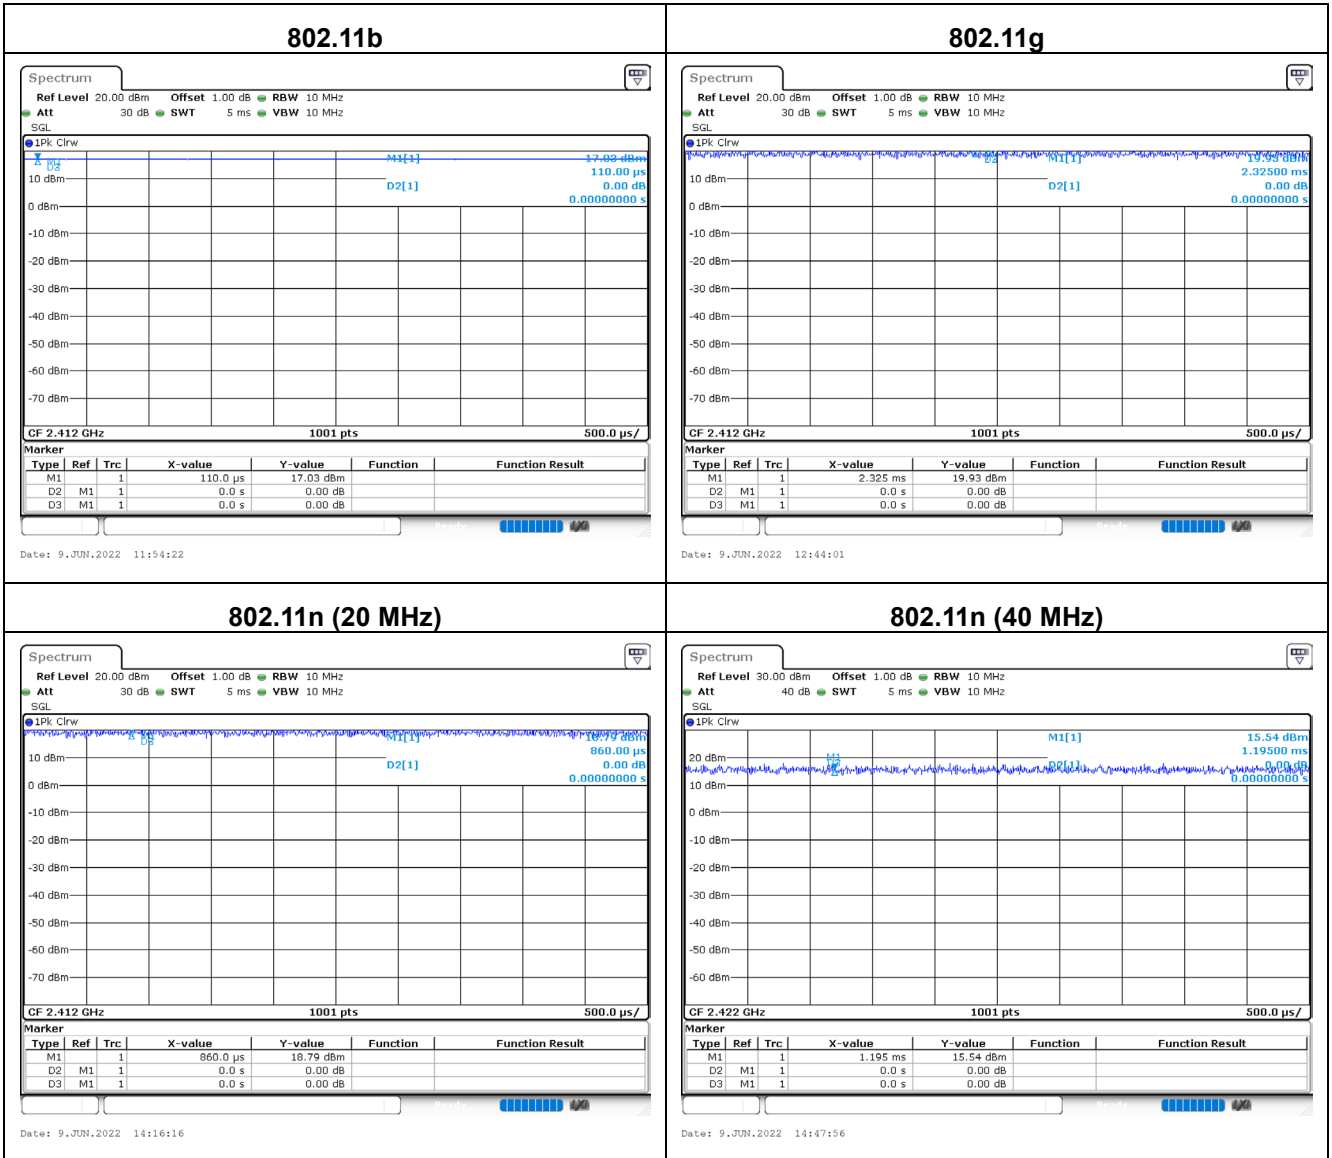 802.11b
Spectrum
Ref Level 20.00 dBm Offset 1.00 dB RBW 10 MHz
Att 30 dB SWT 5 ms VBW 10 MHz
SGL
1Pk Clrw
M1[1] 17.03 dBm
110.00 µs
M1
D3
10 dBm
D2[1] 0.00 dB
0.00000000 s
0 dBm
-10 dBm
-20 dBm
-30 dBm
-40 dBm
-50 dBm
-60 dBm
-70 dBm
CF 2.412 GHz 1001 pts 500.0 µs/
Marker
Type Ref Trc X-value Y-value Function Function Result
M1 1 110.0 µs 17.03 dBm
D2 M1 1 0.0 s 0.00 dB
D3 M1 1 0.0 s 0.00 dB
Ready
Date: 9.JUN.2022 11:54:22
802.11g
Spectrum
Ref Level 20.00 dBm Offset 1.00 dB RBW 10 MHz
Att 30 dB SWT 5 ms VBW 10 MHz
SGL
1Pk Clrw
M1[1] 19.93 dBm
2.32500 ms
10 dBm
D2[1] 0.00 dB
0.00000000 s
0 dBm
-10 dBm
-20 dBm
-30 dBm
-40 dBm
-50 dBm
-60 dBm
-70 dBm
CF 2.412 GHz 1001 pts 500.0 µs/
Marker
Type Ref Trc X-value Y-value Function Function Result
M1 1 2.325 ms 19.93 dBm
D2 M1 1 0.0 s 0.00 dB
D3 M1 1 0.0 s 0.00 dB
Ready
Date: 9.JUN.2022 12:44:01
802.11n (20 MHz)
Spectrum
Ref Level 20.00 dBm Offset 1.00 dB RBW 10 MHz
Att 30 dB SWT 5 ms VBW 10 MHz
SGL
1Pk Clrw
M1[1] 18.79 dBm
860.00 µs
10 dBm
D2[1] 0.00 dB
0.00000000 s
0 dBm
-10 dBm
-20 dBm
-30 dBm
-40 dBm
-50 dBm
-60 dBm
-70 dBm
CF 2.412 GHz 1001 pts 500.0 µs/
Marker
Type Ref Trc X-value Y-value Function Function Result
M1 1 860.0 µs 18.79 dBm
D2 M1 1 0.0 s 0.00 dB
D3 M1 1 0.0 s 0.00 dB
Ready
Date: 9.JUN.2022 14:16:16
802.11n (40 MHz)
Spectrum
Ref Level 30.00 dBm Offset 1.00 dB RBW 10 MHz
Att 40 dB SWT 5 ms VBW 10 MHz
SGL
1Pk Clrw
M1[1] 15.54 dBm
1.19500 ms
20 dBm
M1
D2[1] 0.00 dB
0.00000000 s
10 dBm
0 dBm
-10 dBm
-20 dBm
-30 dBm
-40 dBm
-50 dBm
-60 dBm
CF 2.422 GHz 1001 pts 500.0 µs/
Marker
Type Ref Trc X-value Y-value Function Function Result
M1 1 1.195 ms 15.54 dBm
D2 M1 1 0.0 s 0.00 dB
D3 M1 1 0.0 s 0.00 dB
Ready
Date: 9.JUN.2022 14:47:56